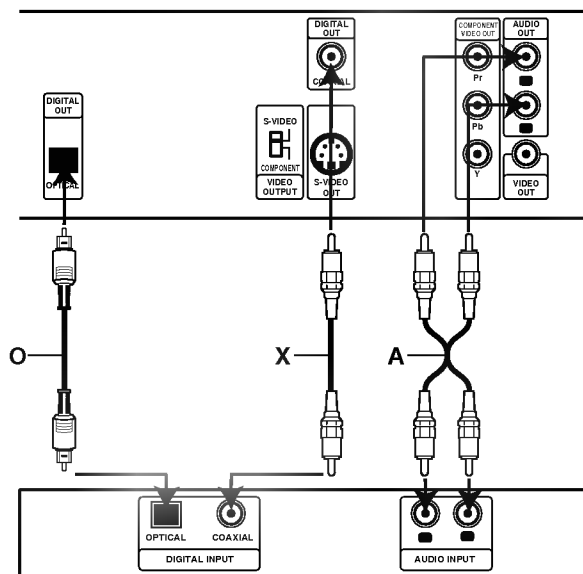 DIGITAL
OUT
COAXIAL
COMPONENT
VIDEO OUT
AUDIO
OUT
Pr
Pb
Y
VIDEO
OUT
S-VIDEO
COMPONENT
VIDEO
OUTPUT
S-VIDEO
OUT
DIGITAL
OUT
OPTICAL
O
X
A
OPTICAL
COAXIAL
DIGITAL INPUT
AUDIO INPUT